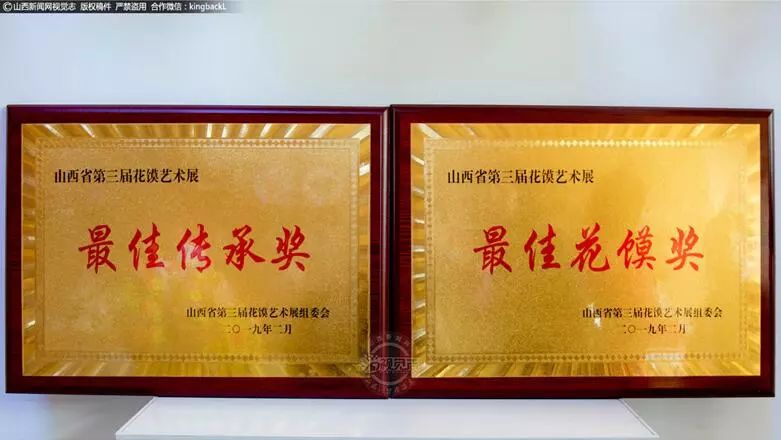 ©山西新闻网视觉志 版权稿件 严禁盗用 合作微信：kingbackL
山西省第三届花馍艺术展
最佳传承奖
山西省第三届花馍艺术展组委会
二〇一九年二月
山西省第三届花馍艺术展
最佳花馍奖
山西省第三届花馍艺术展组委会
二〇一九年二月